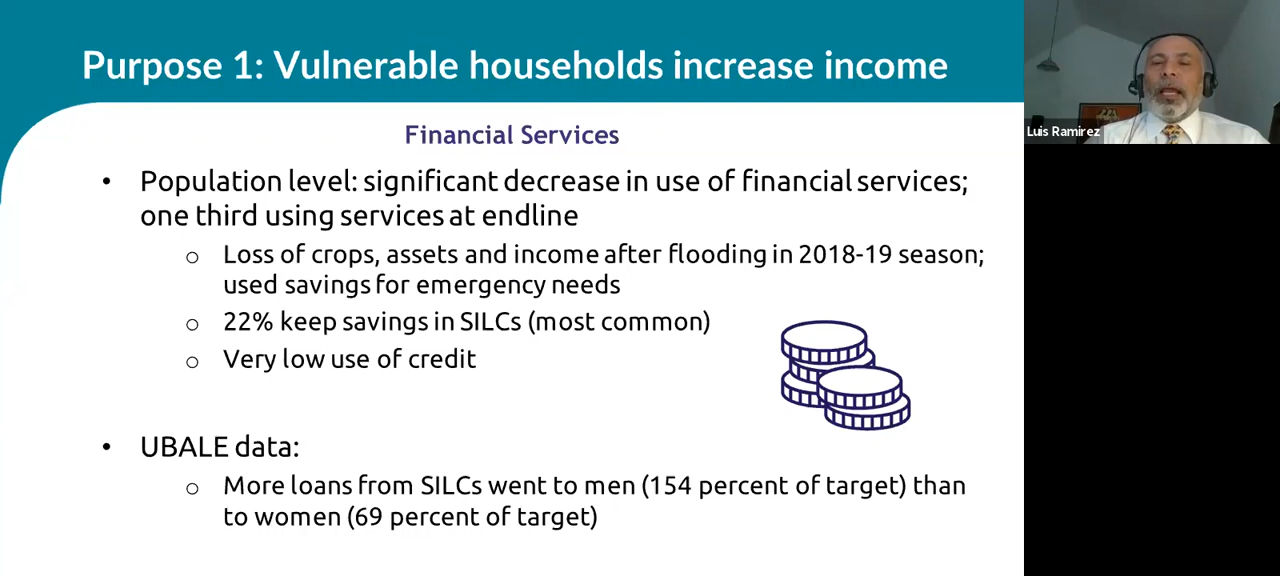 Purpose 1: Vulnerable households increase income
Luis Ramirez
Financial Services
• Population level: significant decrease in use of financial services;
one third using services at endline
○ Loss of crops, assets and income after flooding in 2018-19 season;
used savings for emergency needs
○ 22% keep savings in SILCs (most common)
○ Very low use of credit
• UBALE data:
○ More loans from SILCs went to men (154 percent of target) than
to women (69 percent of target)